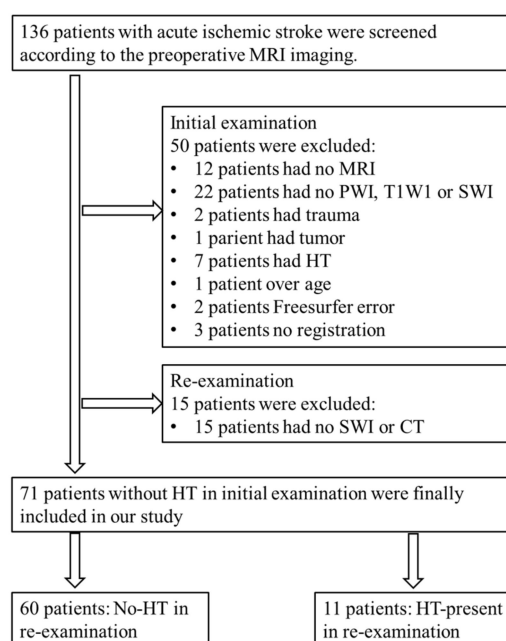 136 patients with acute ischemic stroke were screened
according to the preoperative MRI imaging.
Initial examination
50 patients were excluded:
• 12 patients had no MRI
• 22 patients had no PWI, T1W1 or SWI
• 2 patients had trauma
• 1 parient had tumor
• 7 patients had HT
• 1 patient over age
• 2 patients Freesurfer error
• 3 patients no registration
Re-examination
15 patients were excluded:
• 15 patients had no SWI or CT
71 patients without HT in initial examination were finally
included in our study
60 patients: No-HT in
re-examination
11 patients: HT-present
in re-examination